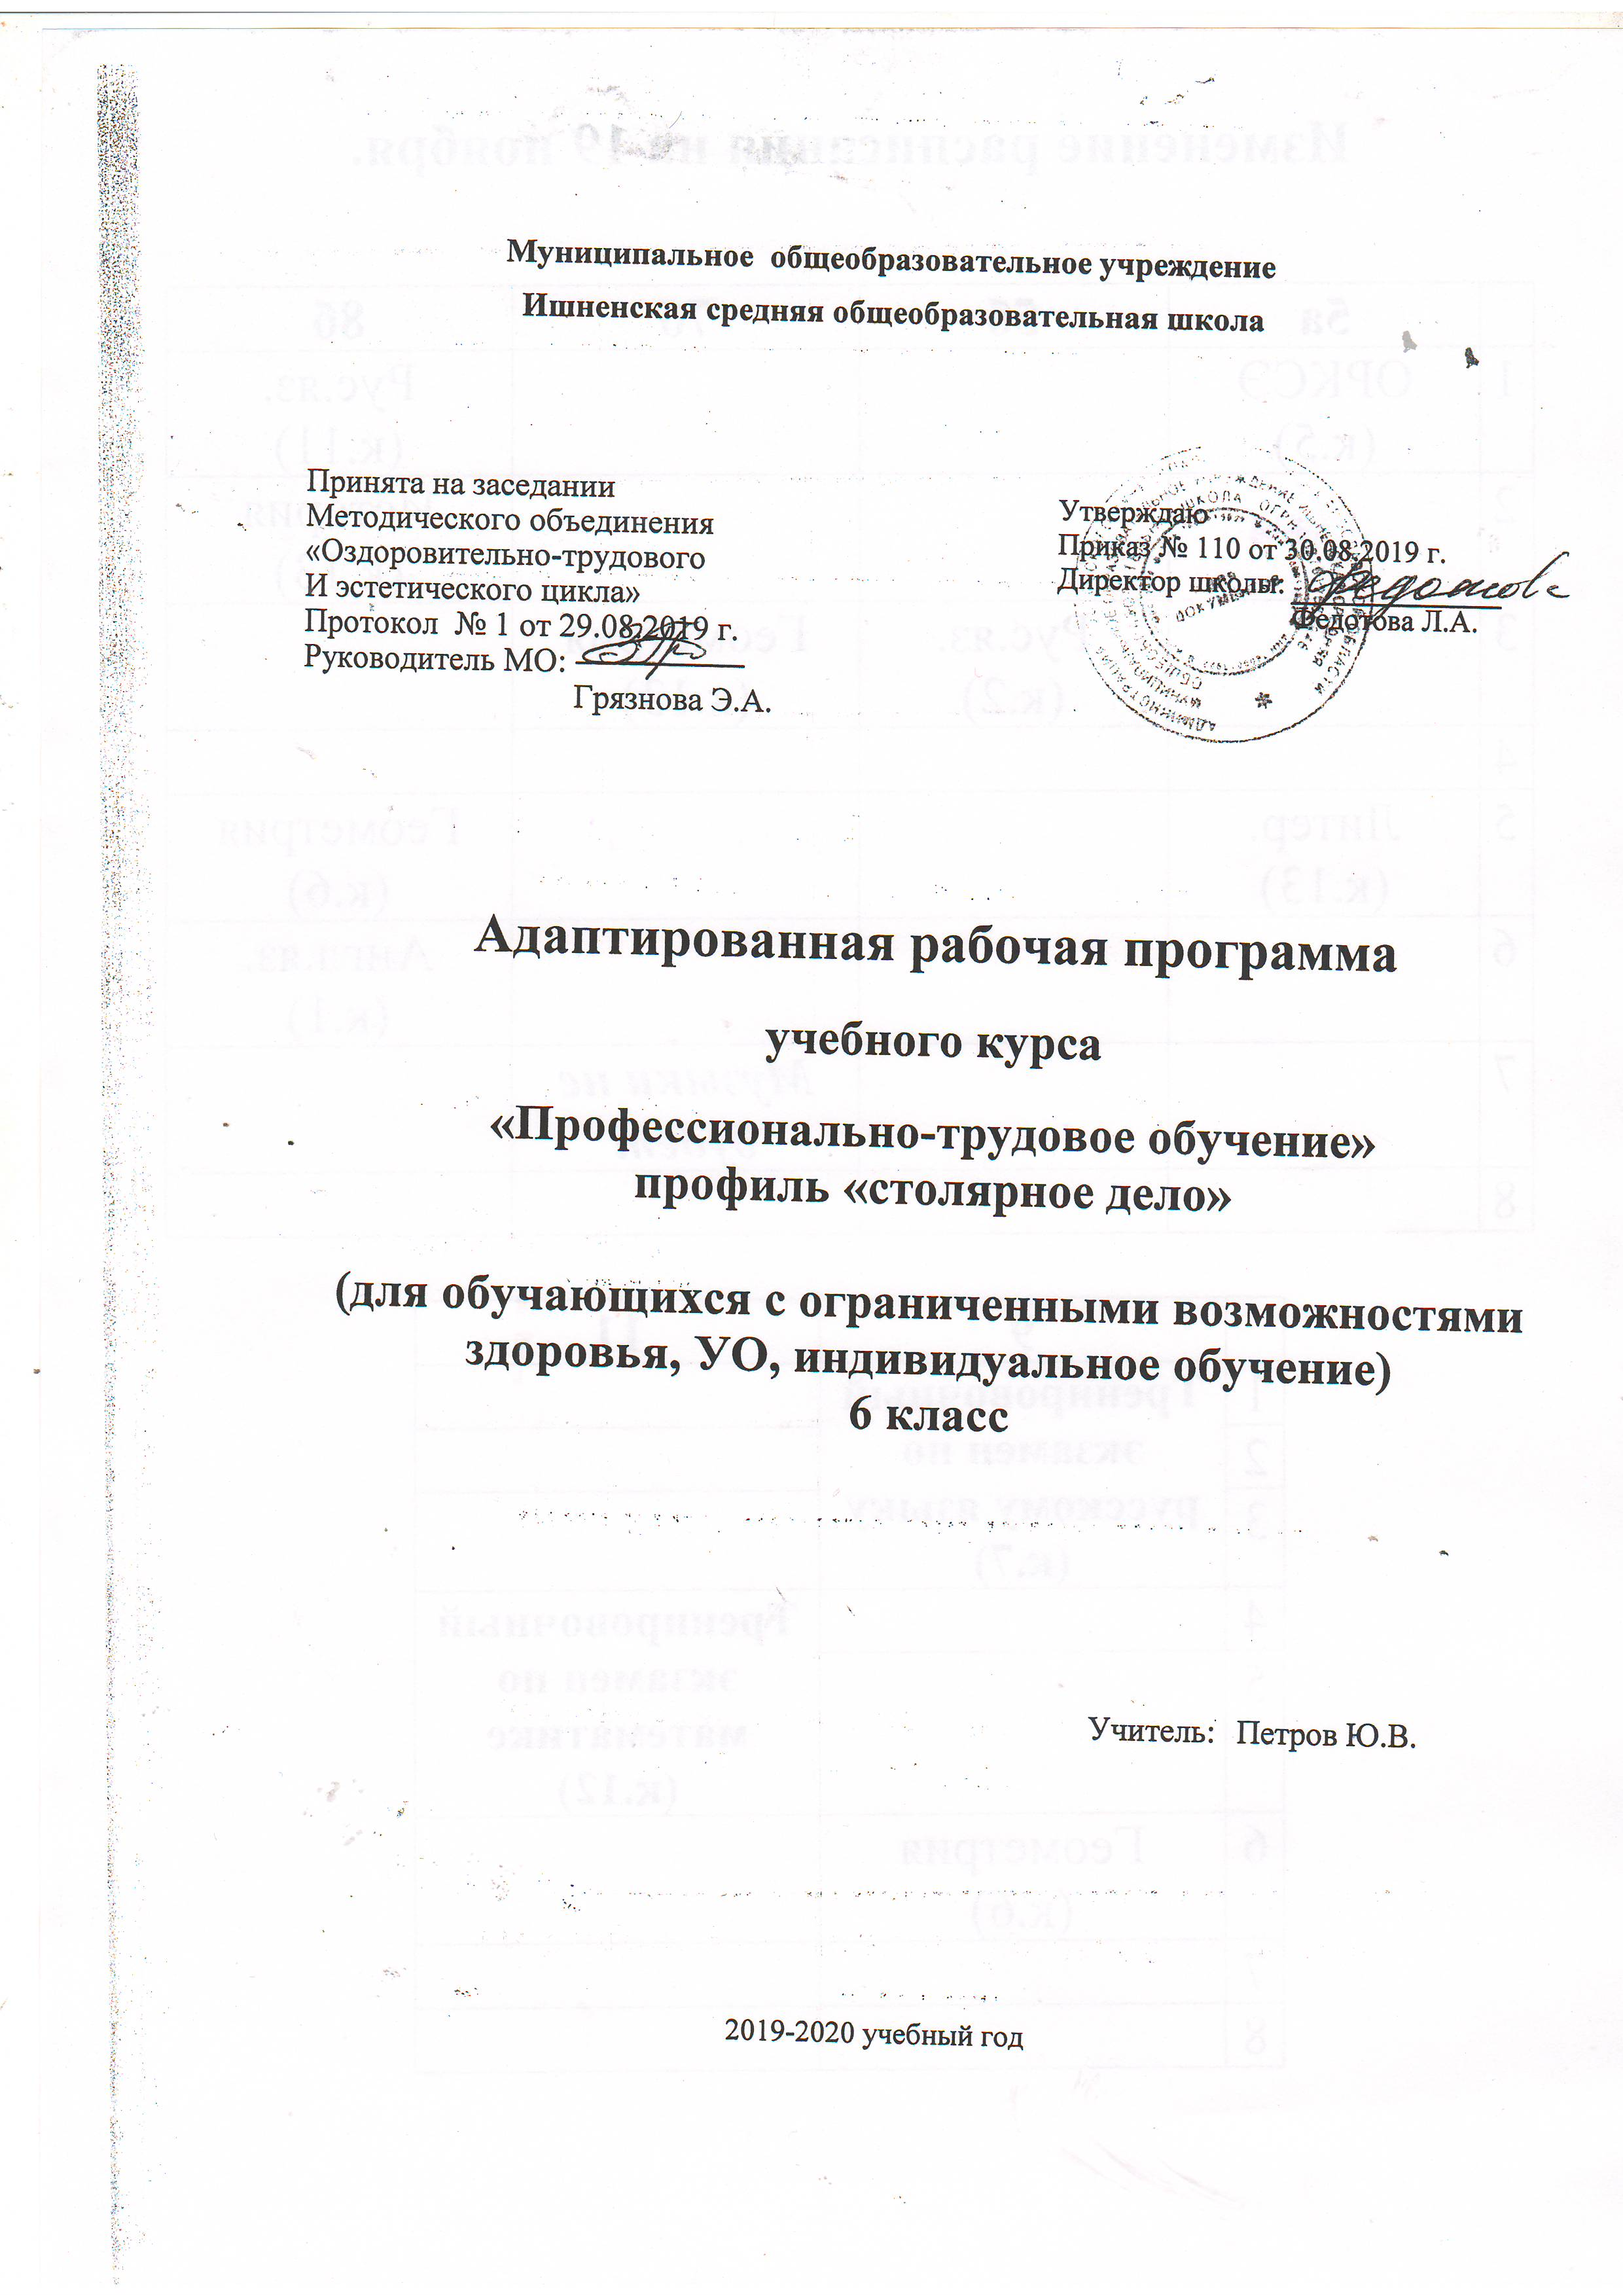 Муниципальное общеобразовательное учреждение
Ишненская средняя общеобразовательная школа
Принята на заседании
Методического объединения
«Оздоровительно-трудового
И эстетического цикла»
Протокол № 1 от 29.08.2019 г.
Руководитель МО:
Грязнова Э.А.
Утверждаю
Приказ № 110 от 30.08.2019 г.
Директор школы:
Федотова Л.А.
Адаптированная рабочая программа
учебного курса
«Профессионально-трудовое обучение»
профиль «столярное дело»
(для обучающихся с ограниченными возможностями
здоровья, УО, индивидуальное обучение)
6 класс
Учитель: Петров Ю.В.
2019-2020 учебный год